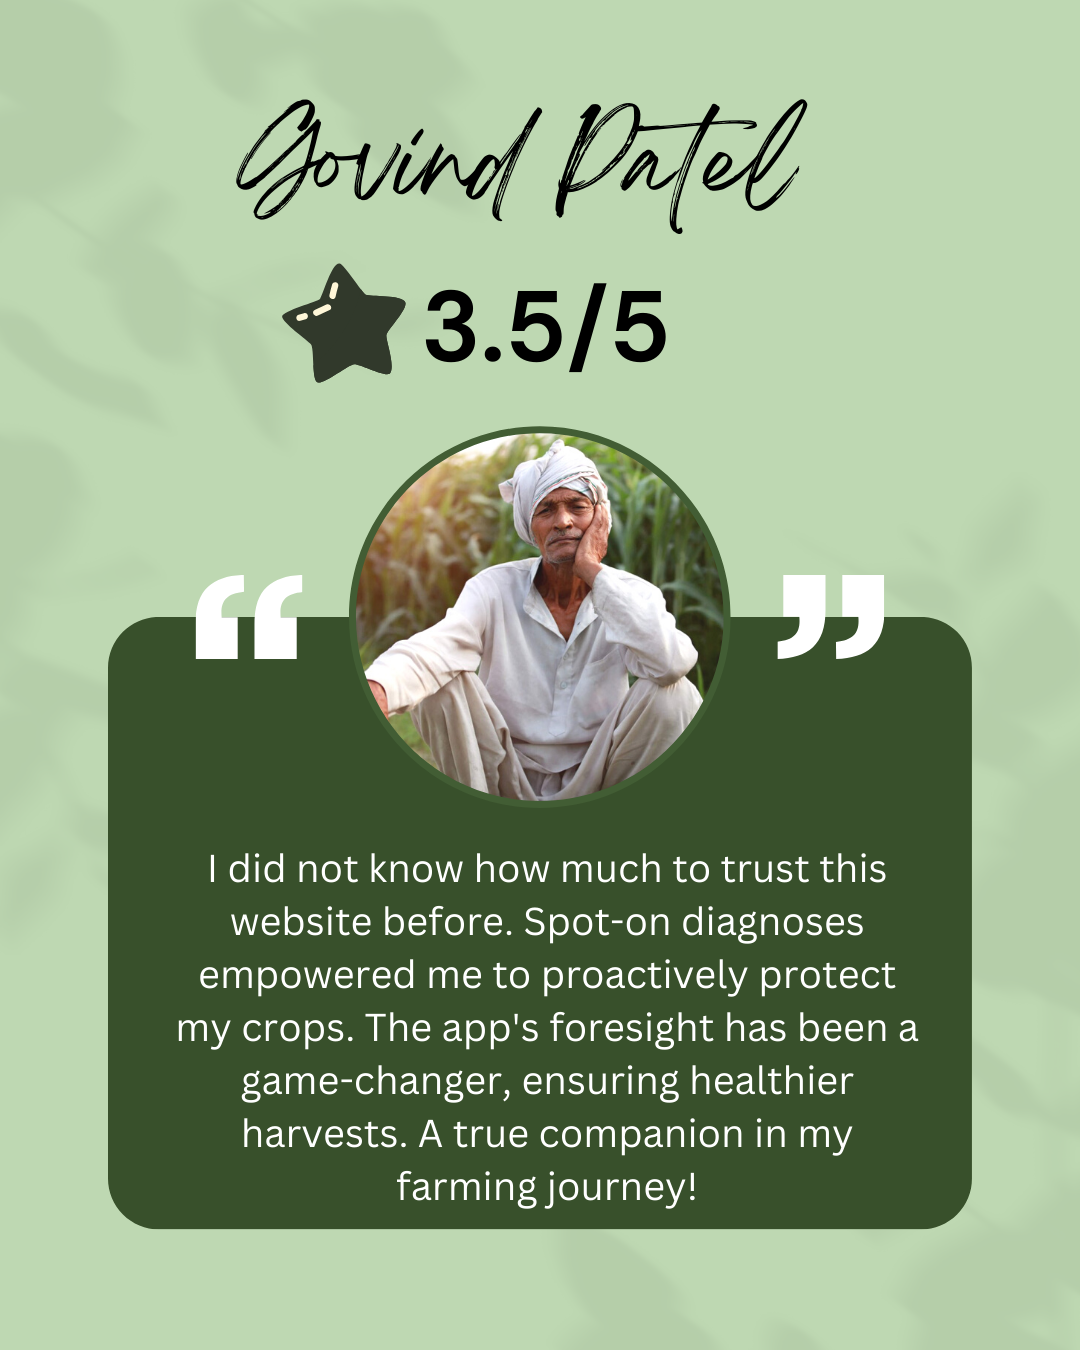 Govind Patel
3.5/5
“ ”
I did not know how much to trust this
website before. Spot-on diagnoses
empowered me to proactively protect
my crops. The app's foresight has been a
game-changer, ensuring healthier
harvests. A true companion in my
farming journey!